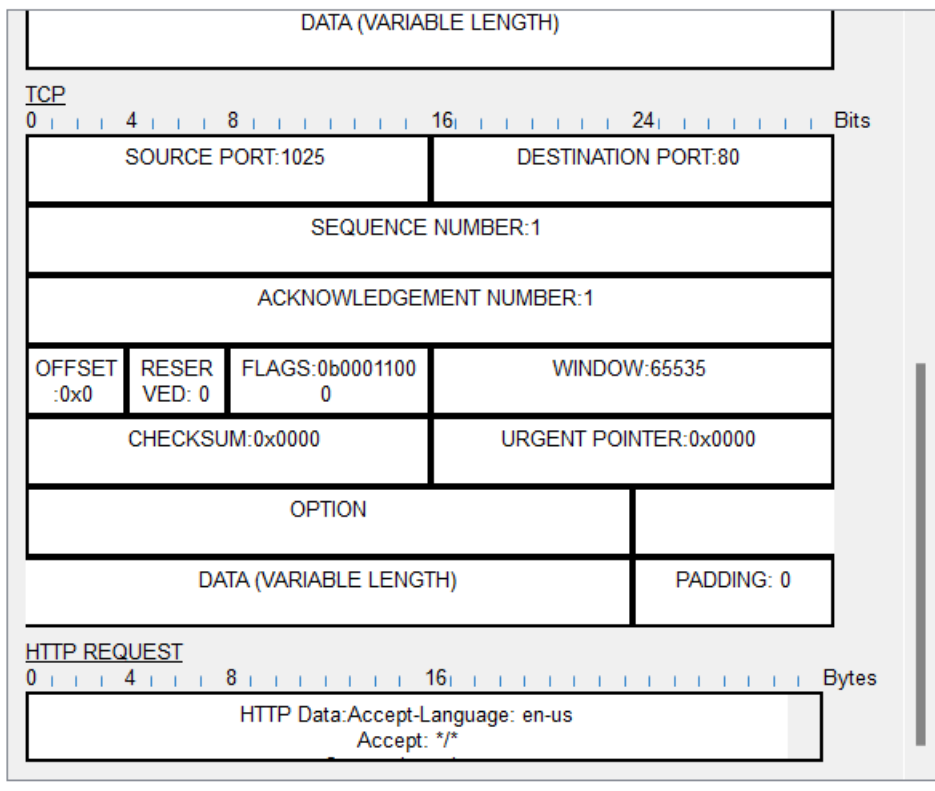 DATA (VARIABLE LENGTH)
TCP
0 4 8 16 24 Bits
SOURCE PORT:1025 DESTINATION PORT:80
SEQUENCE NUMBER:1
ACKNOWLEDGEMENT NUMBER:1
OFFSET RESER FLAGS:0b0001100 WINDOW:65535
:0x0 VED: 0 0
CHECKSUM:0x0000 URGENT POINTER:0x0000
OPTION
DATA (VARIABLE LENGTH) PADDING: 0
HTTP REQUEST
0 4 8 16 Bytes
HTTP Data:Accept-Language: en-us
Accept: */*